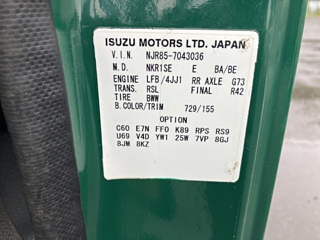 ISUZU MOTORS LTD. JAPAN
V.I.N. NJR85-7043036
M.D. NKR1SE E BA/BE
ENGINE LFB/4JJ1 RR AXLE G73
TRANS. RSL FINAL R42
TIRE BWW
B.COLOR/TRIM 729/155
OPTION
C60 E7N FF0 K89 RPS RS9
U69 V4D YW1 25W 7VP 8GJ
8JM 8KZ